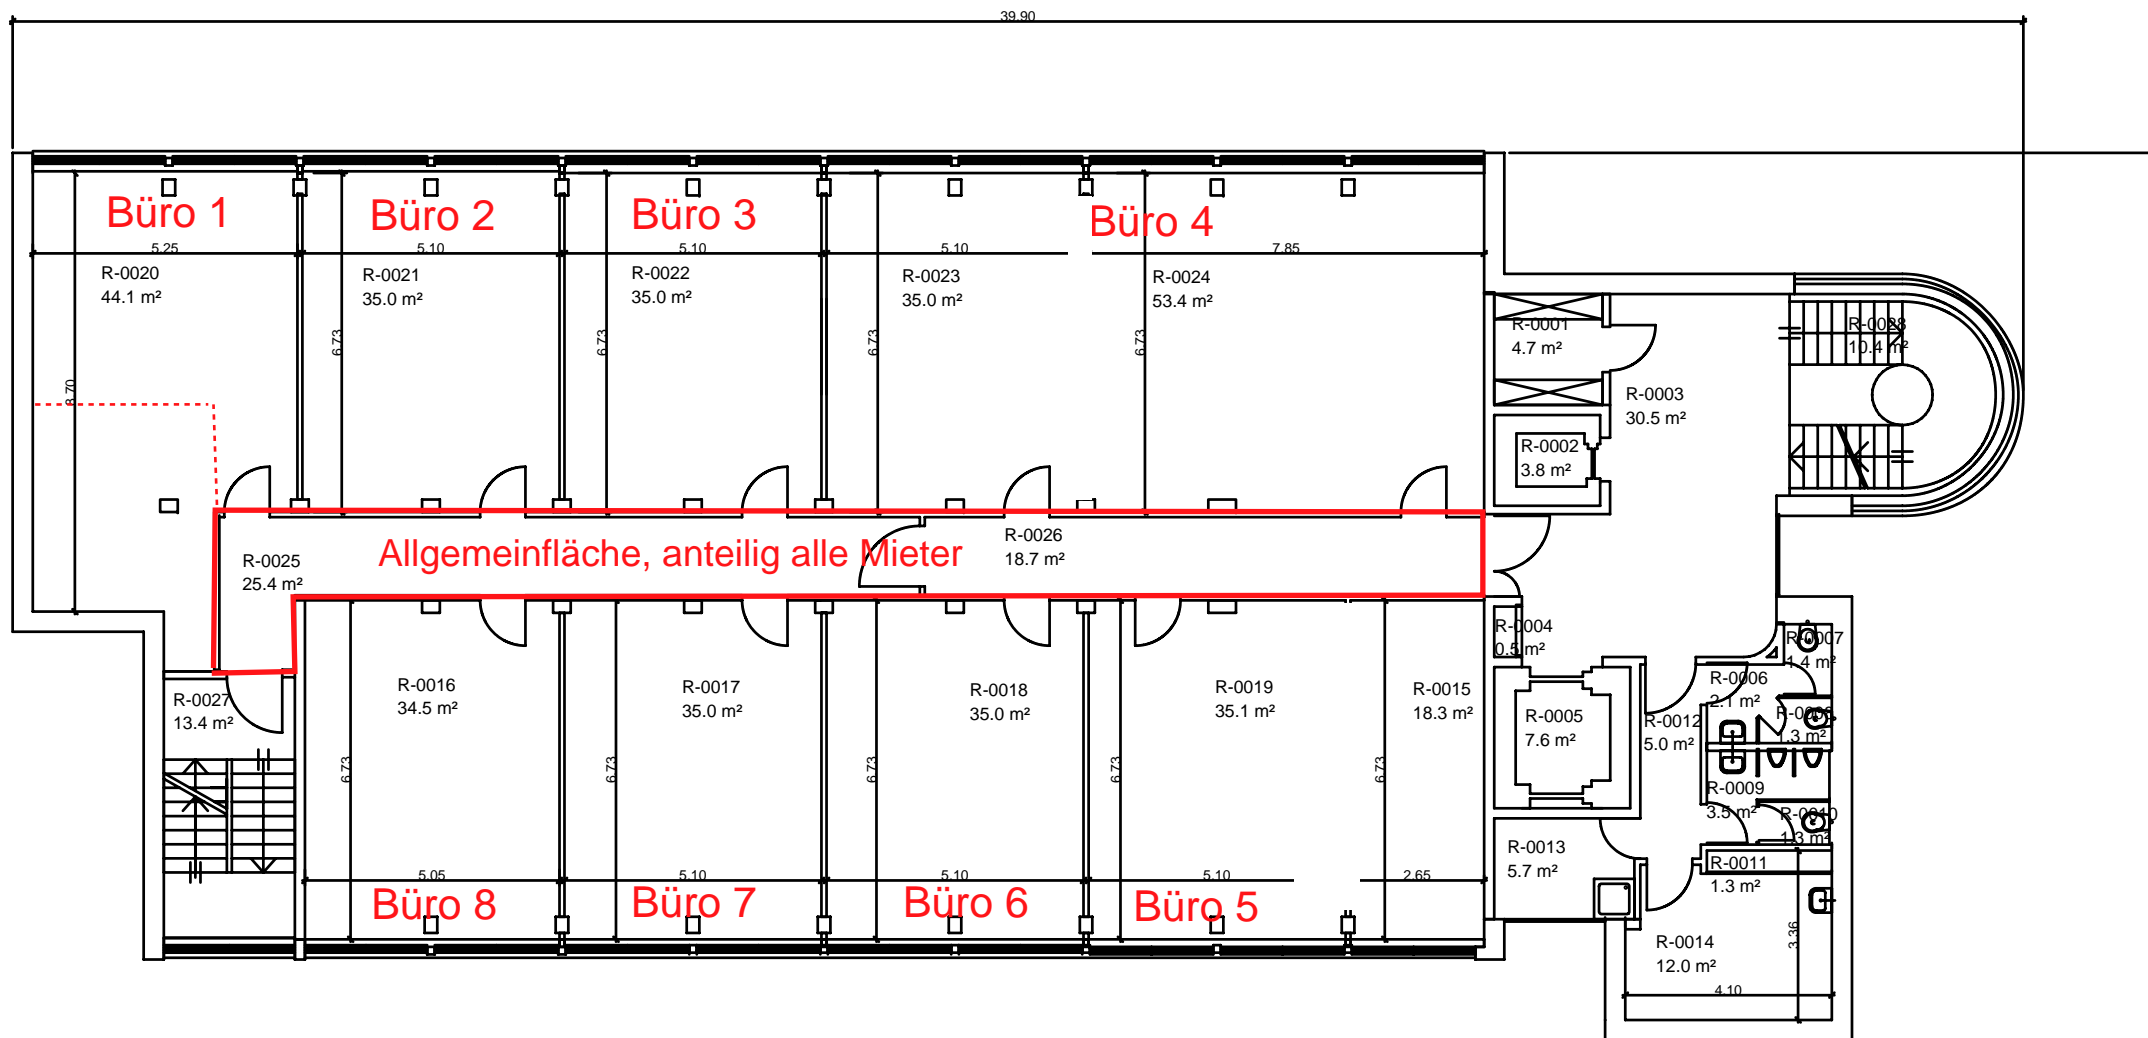 39.90
Büro 1
Büro 2
Büro 3
Büro 4
5.25
5.10
5.10
5.10
7.85
R-0020
44.1 m²
R-0021
35.0 m²
R-0022
35.0 m²
R-0023
35.0 m²
R-0024
53.4 m²
8.70
6.73
6.73
6.73
6.73
R-0001
4.7 m²
R-0028
10.4 m²
R-0003
30.5 m²
R-0002
3.8 m²
R-0025
25.4 m²
Allgemeinfläche, anteilig alle Mieter
R-0026
18.7 m²
R-0004
0.5 m²
R-0007
1.4 m²
R-0027
13.4 m²
R-0016
34.5 m²
R-0017
35.0 m²
R-0018
35.0 m²
R-0019
35.1 m²
R-0015
18.3 m²
R-0005
7.6 m²
R-0012
5.0 m²
R-0006
2.1 m²
R-0008
1.3 m²
6.73
6.73
6.73
6.73
6.73
R-0009
3.5 m²
R-0010
1.3 m²
R-0013
5.7 m²
R-0011
1.3 m²
5.05
5.10
5.10
5.10
2.65
Büro 8
Büro 7
Büro 6
Büro 5
R-0014
12.0 m²
3.36
4.10